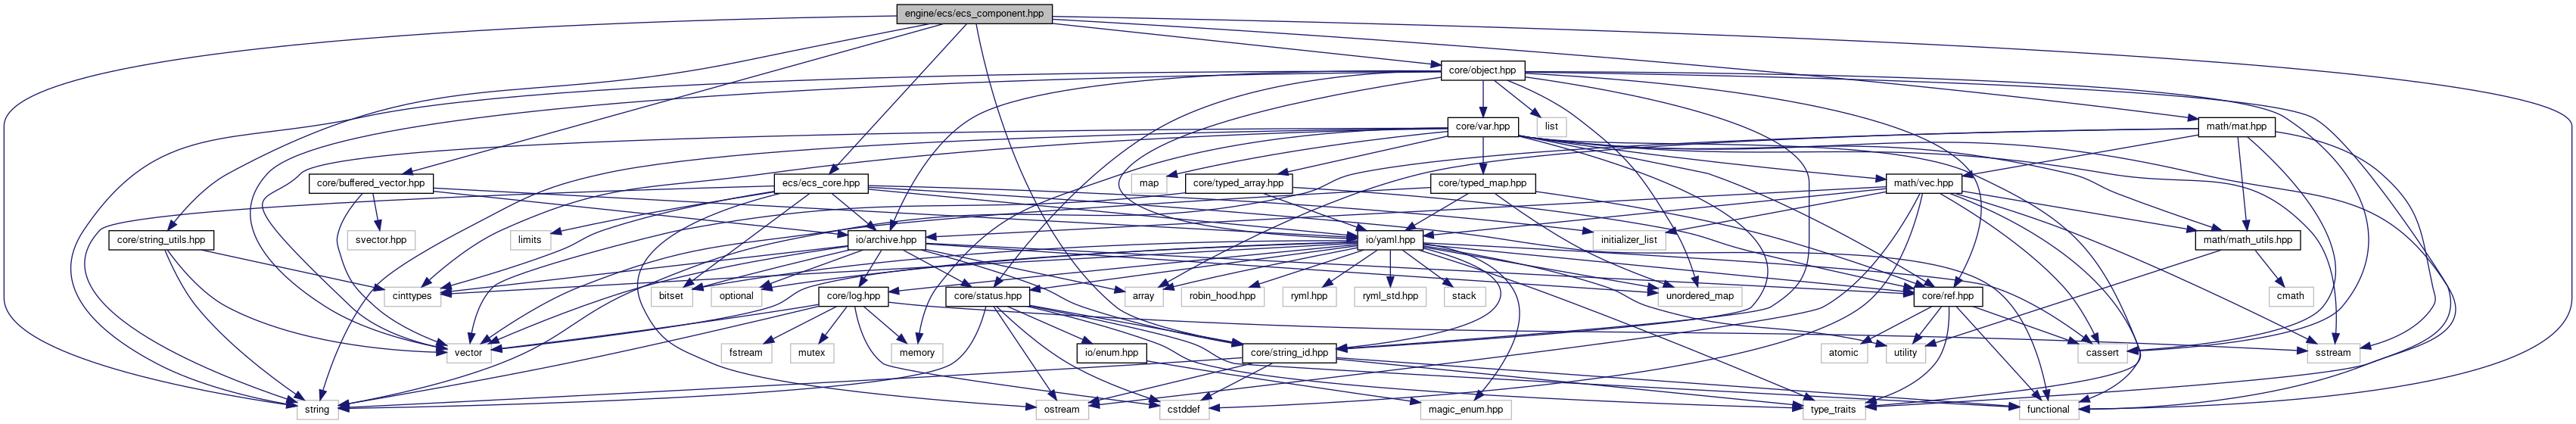 engine/ecs/ecs_component.hpp
core/object.hpp
core/var.hpp
list
math/mat.hpp
core/buffered_vector.hpp
ecs/ecs_core.hpp
map
core/typed_array.hpp
core/typed_map.hpp
math/vec.hpp
core/string_utils.hpp
svector.hpp
limits
io/archive.hpp
io/yaml.hpp
initializer_list
math/math_utils.hpp
cinttypes
bitset
optional
core/log.hpp
core/status.hpp
array
robin_hood.hpp
ryml.hpp
ryml_std.hpp
stack
unordered_map
core/ref.hpp
cmath
vector
fstream
mutex
memory
io/enum.hpp
core/string_id.hpp
atomic
utility
cassert
sstream
string
ostream
cstddef
magic_enum.hpp
type_traits
functional